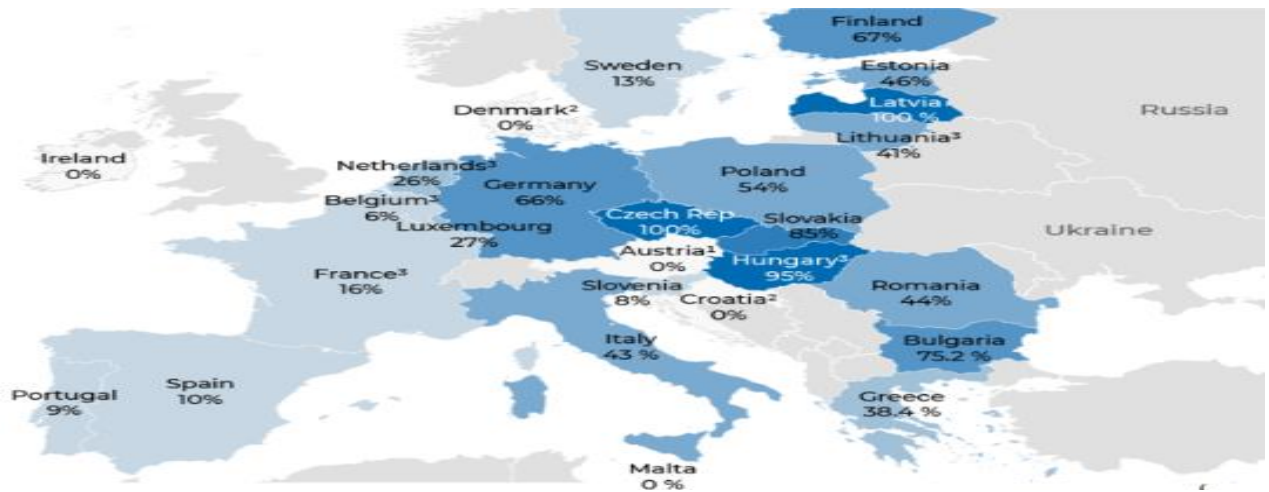 Finland
67%
Sweden
13%
Estonia
46%
Latvia
100 %
Russia
Denmark²
0%
Lithuania³
41%
Ireland
0%
Netherlands³
26%
Germany
66%
Poland
54%
Belgium³
6%
Czech Rep
100%
Slovakia
85%
Luxembourg
27%
Ukraine
Austria¹
0%
Hungary³
95%
France³
16%
Slovenia
8%
Croatia²
0%
Romania
44%
Italy
43 %
Bulgaria
75.2 %
Portugal
9%
Spain
10%
Greece
38.4 %
Malta
0 %